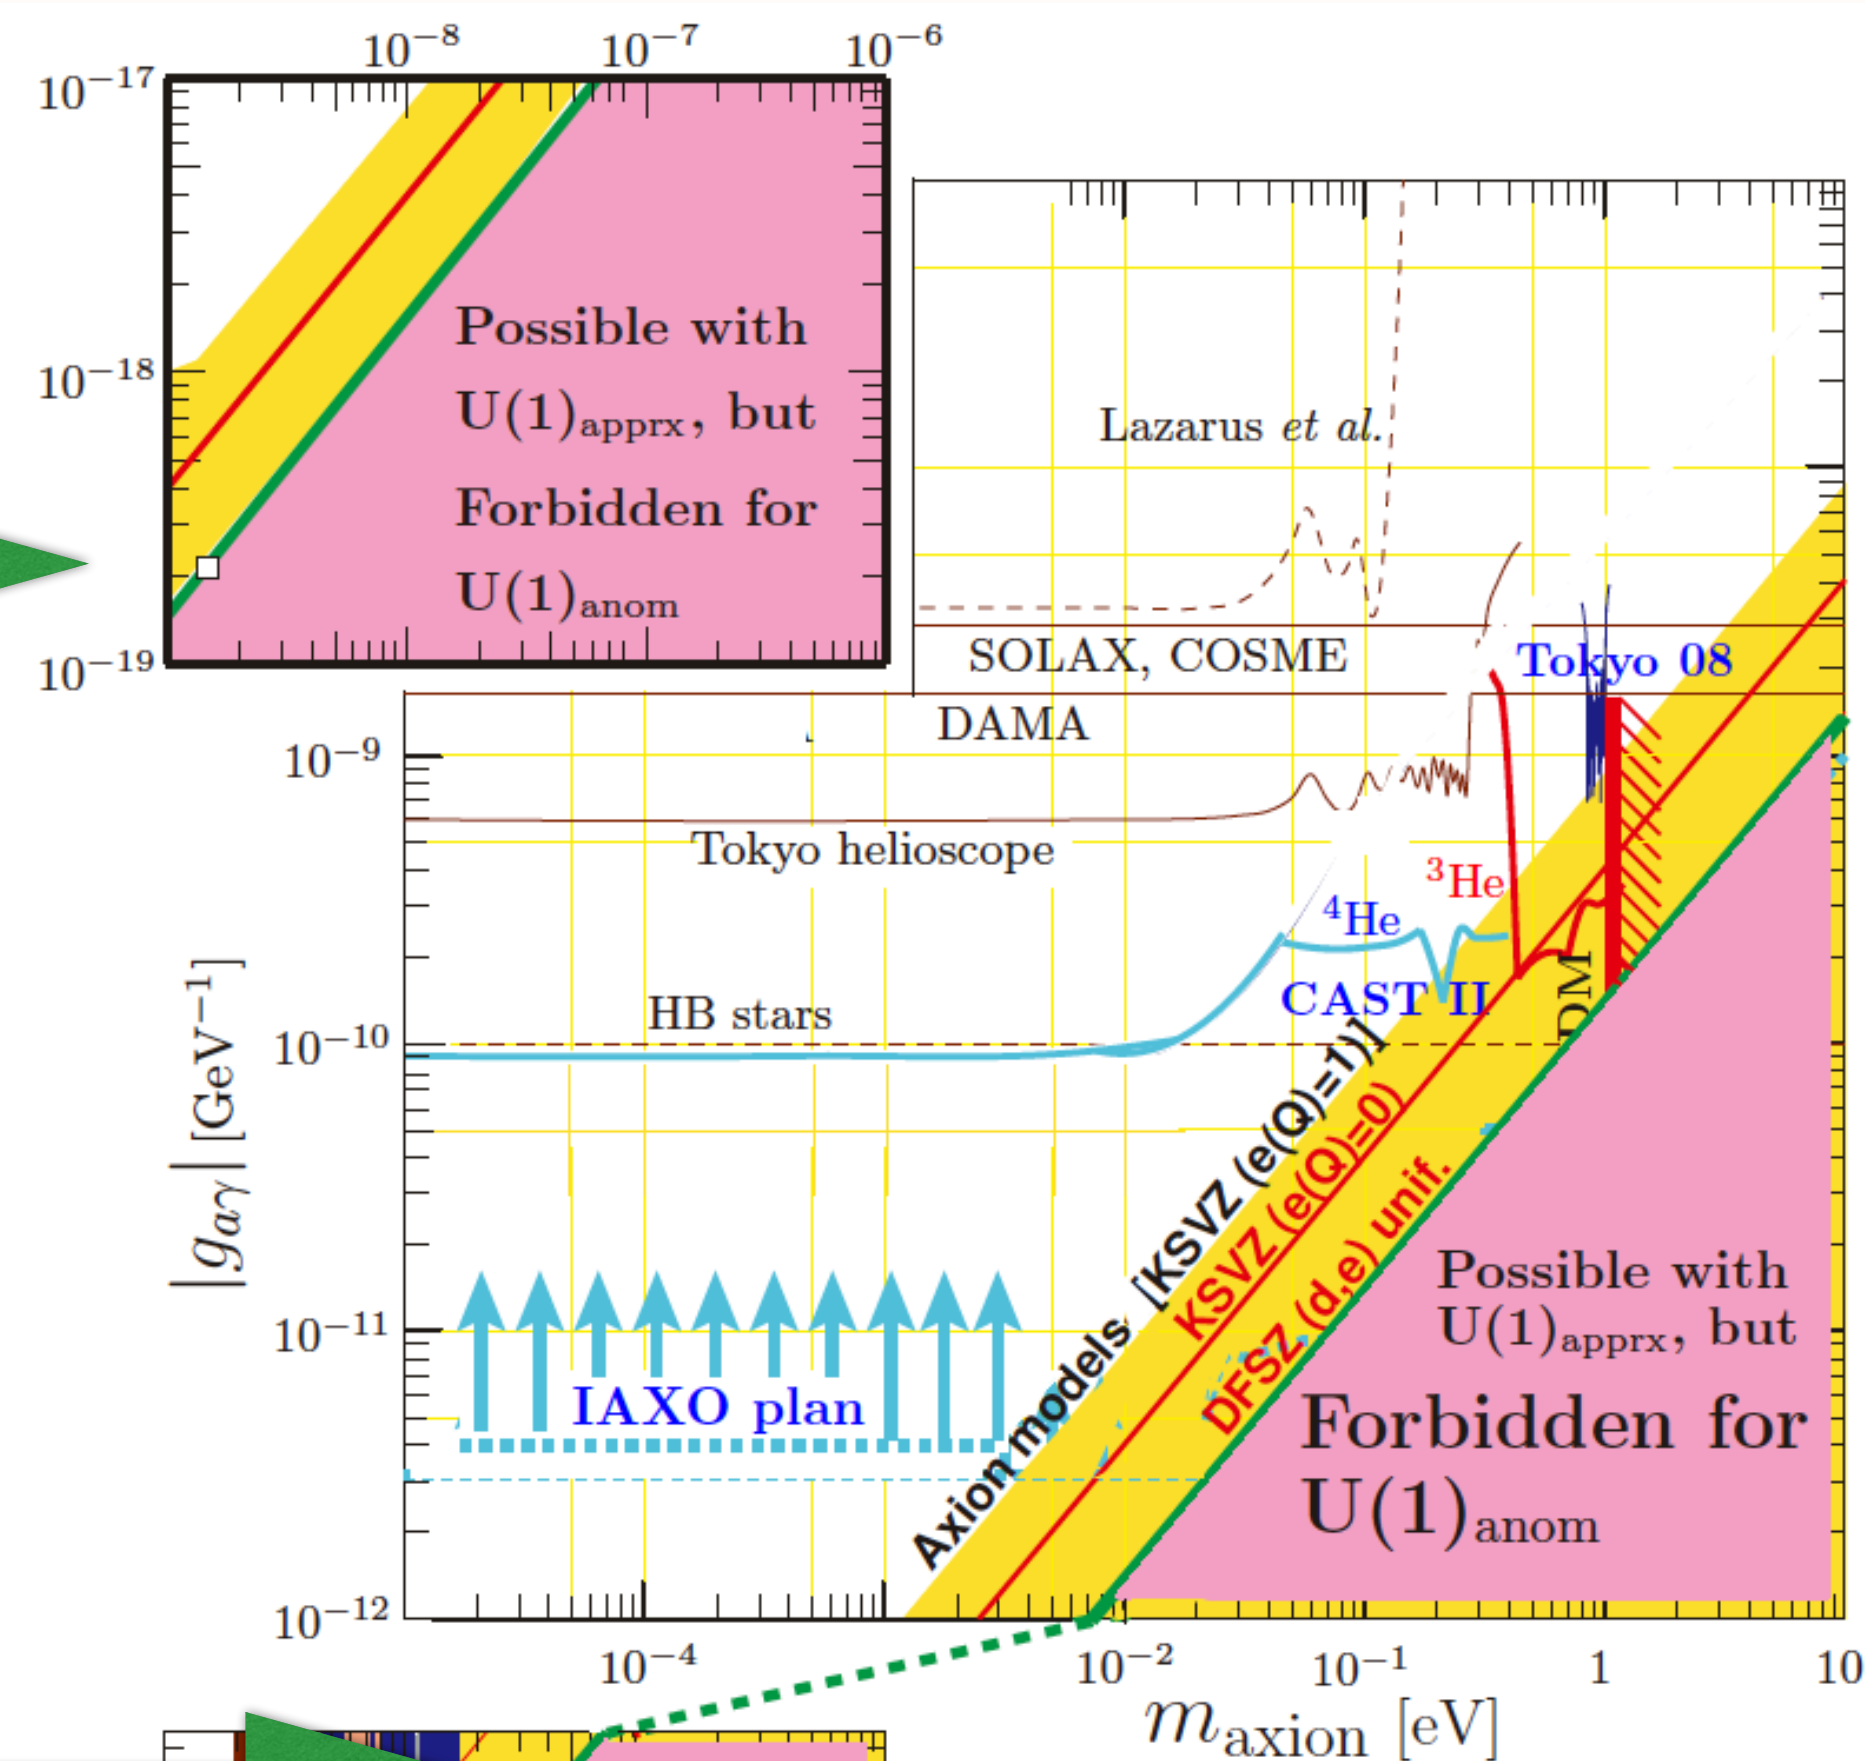 10⁻⁸ 10⁻⁷ 10⁻⁶
10⁻¹⁷
10⁻¹⁸
10⁻¹⁹
Possible with
U(1)apprx, but
Forbidden for
U(1)anom
Lazarus et al.
SOLAX, COSME
Tokyo 08
DAMA
10⁻⁹
Tokyo helioscope
³He
⁴He
CAST II
DM
HB stars
10⁻¹⁰
|gaγ| [GeV⁻¹]
Axion models [KSVZ (e(Q)=1)]
KSVZ (e(Q)=0)
DFSZ (d,e) unif.
10⁻¹¹
IAXO plan
Possible with
U(1)apprx, but
Forbidden for
U(1)anom
10⁻¹²
10⁻⁴ 10⁻² 10⁻¹ 1 10
maxion [eV]